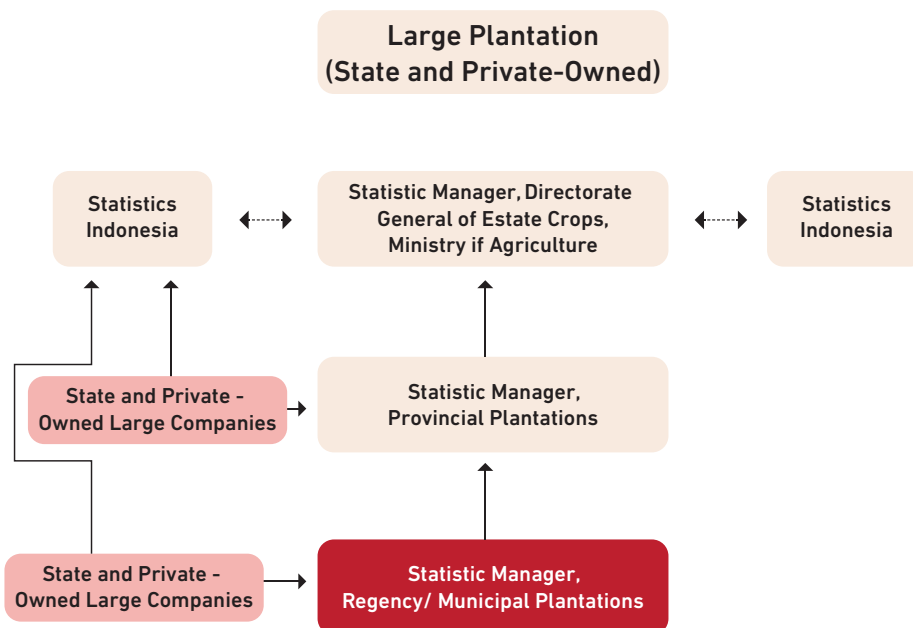 Large Plantation
(State and Private-Owned)
Statistics
Indonesia
Statistic Manager, Directorate
General of Estate Crops,
Ministry if Agriculture
Statistics
Indonesia
State and Private -
Owned Large Companies
Statistic Manager,
Provincial Plantations
State and Private -
Owned Large Companies
Statistic Manager,
Regency/ Municipal Plantations